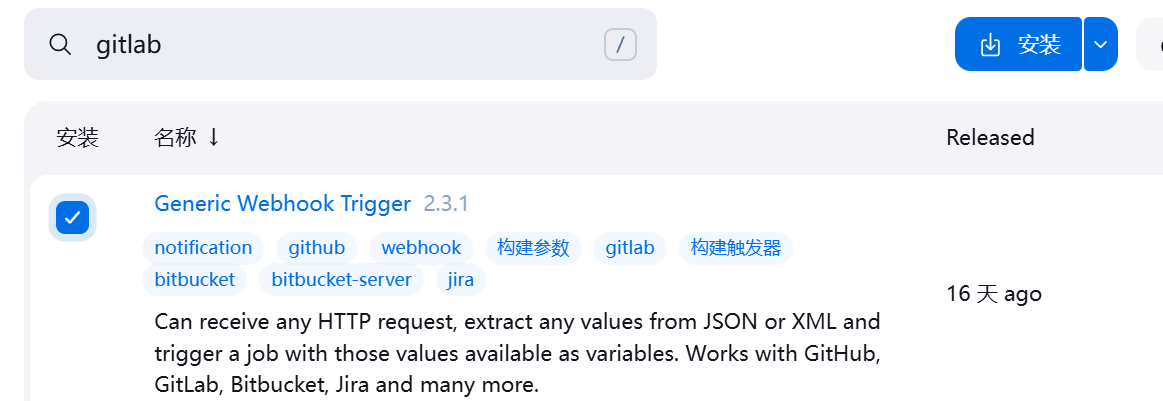 gitlab /
安装
安装 名称 ↓ Released
Generic Webhook Trigger 2.3.1
notification github webhook 构建参数 gitlab 构建触发器
bitbucket bitbucket-server jira
16 天 ago
Can receive any HTTP request, extract any values from JSON or XML and
trigger a job with those values available as variables. Works with GitHub,
GitLab, Bitbucket, Jira and many more.